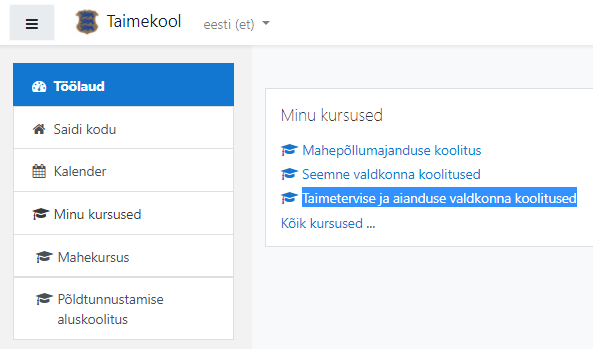 Taimekool
eesti (et)
Töölaud
Saidi kodu
Kalender
Minu kursused
Mahekursus
Põldtunnustamise
aluskoolitus
Minu kursused
Mahepõllumajanduse koolitus
Seemne valdkonna koolitused
Taimetervise ja aianduse valdkonna koolitused
Kõik kursused ...